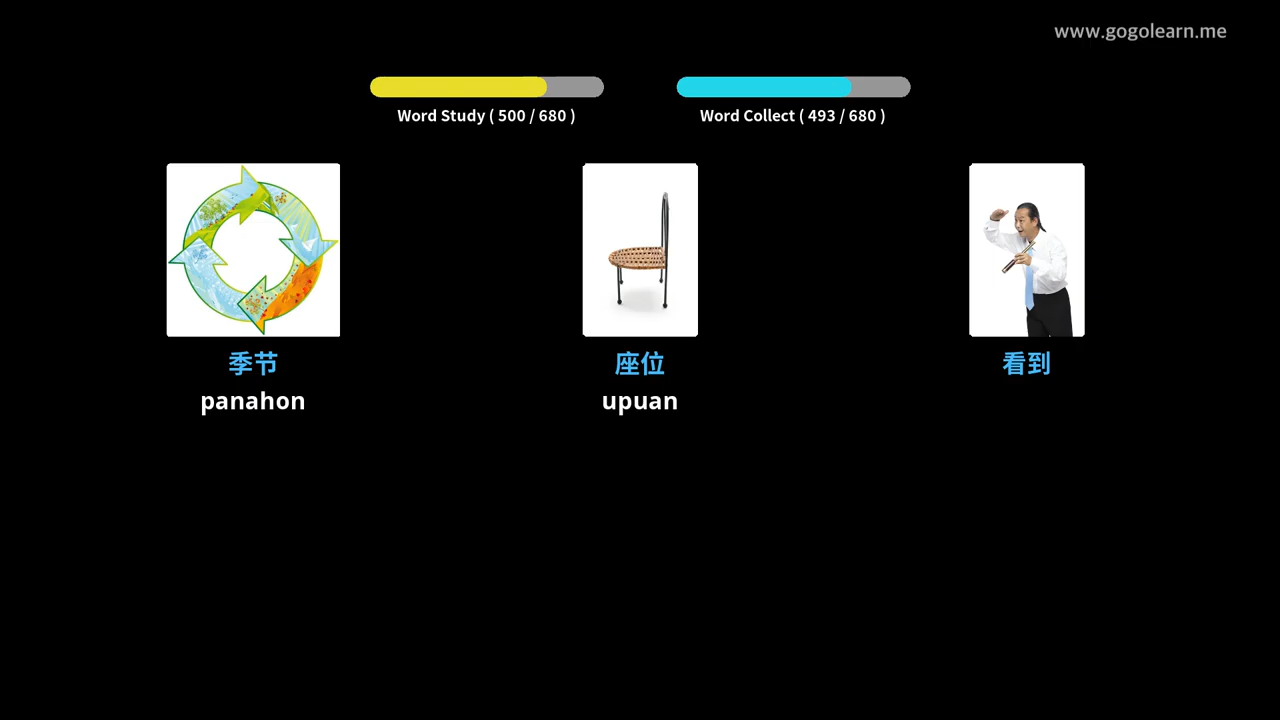 www.gogolearn.me
Word Study ( 500 / 680 )
Word Collect ( 493 / 680 )
季节
座位
看到
panahon
upuan